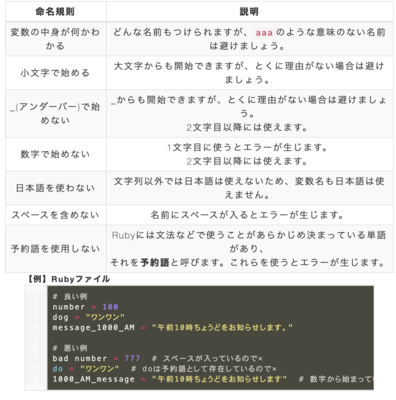 命名規則 説明
変数の中身が何かわ
かる
どんな名前もつけられますが、 aaa のような意味のない名前
は避けましょう。
小文字で始める
大文字からも開始できますが、とくに理由がない場合は避け
ましょう。
_(アンダーバー)で始
めない
_からも開始できますが、とくに理由がない場合は避けましょ
う。
2文字目以降には使えます。
数字で始めない
1文字目に使うとエラーが生じます。
2文字目以降には使えます。
日本語を使わない
文字列以外では日本語は使えないため、変数名も日本語は使
えません。
スペースを含めない 名前にスペースが入るとエラーが生じます。
予約語を使用しない
Rubyには文法などで使うことがあらかじめ決まっている単語
があり、
それを予約語と呼びます。これらを使うとエラーが生じます。
【例】Rubyファイル
# 良い例
number = 100
dog = "ワンワン"
message_1000_AM = "午前10時ちょうどをお知らせします。"
# 悪い例
bad number = 777 # スペースが入っているので×
do = "ワンワン" # doは予約語として存在しているので×
1000_AM_message = "午前10時ちょうどをお知らせします" # 数字から始まってい